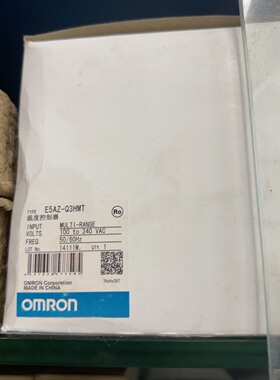 TYPE E5AZ-Q3HMT
温度控制器
INPUT MULTI-RANGE
VOLTS. 100 to 240 VAC
FREQ. 50/60Hz
LOT No. 14111M. QTY. 1
OMRON Corporation
MADE IN CHINA
OMRON